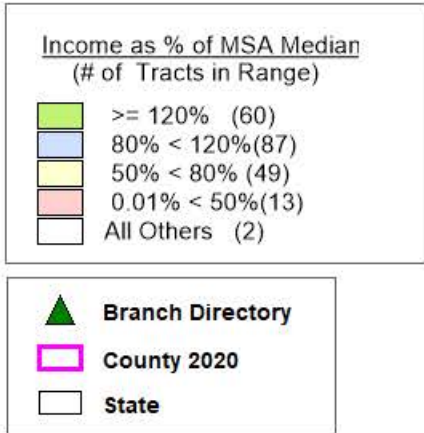 Income as % of MSA Median
(# of Tracts in Range)
>= 120% (60)
80% < 120%(87)
50% < 80% (49)
0.01% < 50%(13)
All Others (2)
Branch Directory
County 2020
State